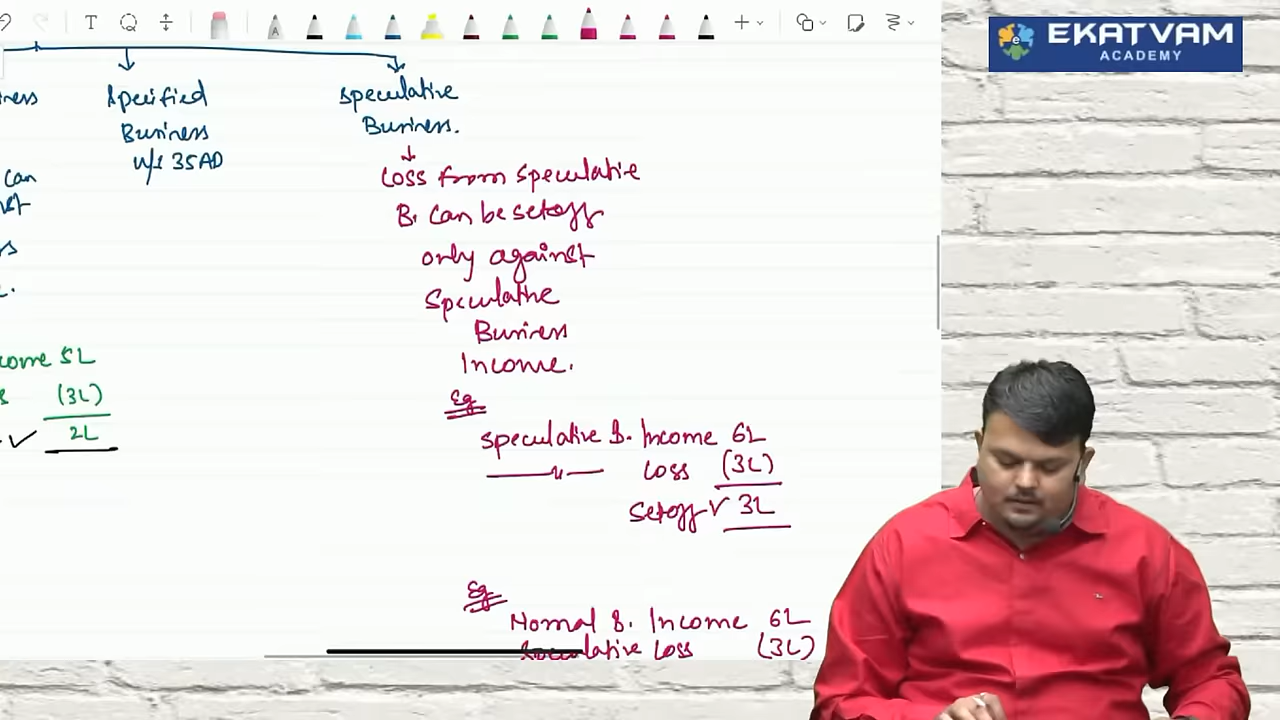 EKATVAM
ACADEMY
T
A
Specified
Business
u/s 35AD
can
come 5L
(3L)
2L
speculative
Business.
Loss from Speculative
B. can be setoff
only against
Speculative
Business
Income.
Eg
Speculative B. Income 6L
—"— Loss (3L)
Setoff ✓ 3L
Eg
Normal B. Income 6L
Speculative Loss (3L)